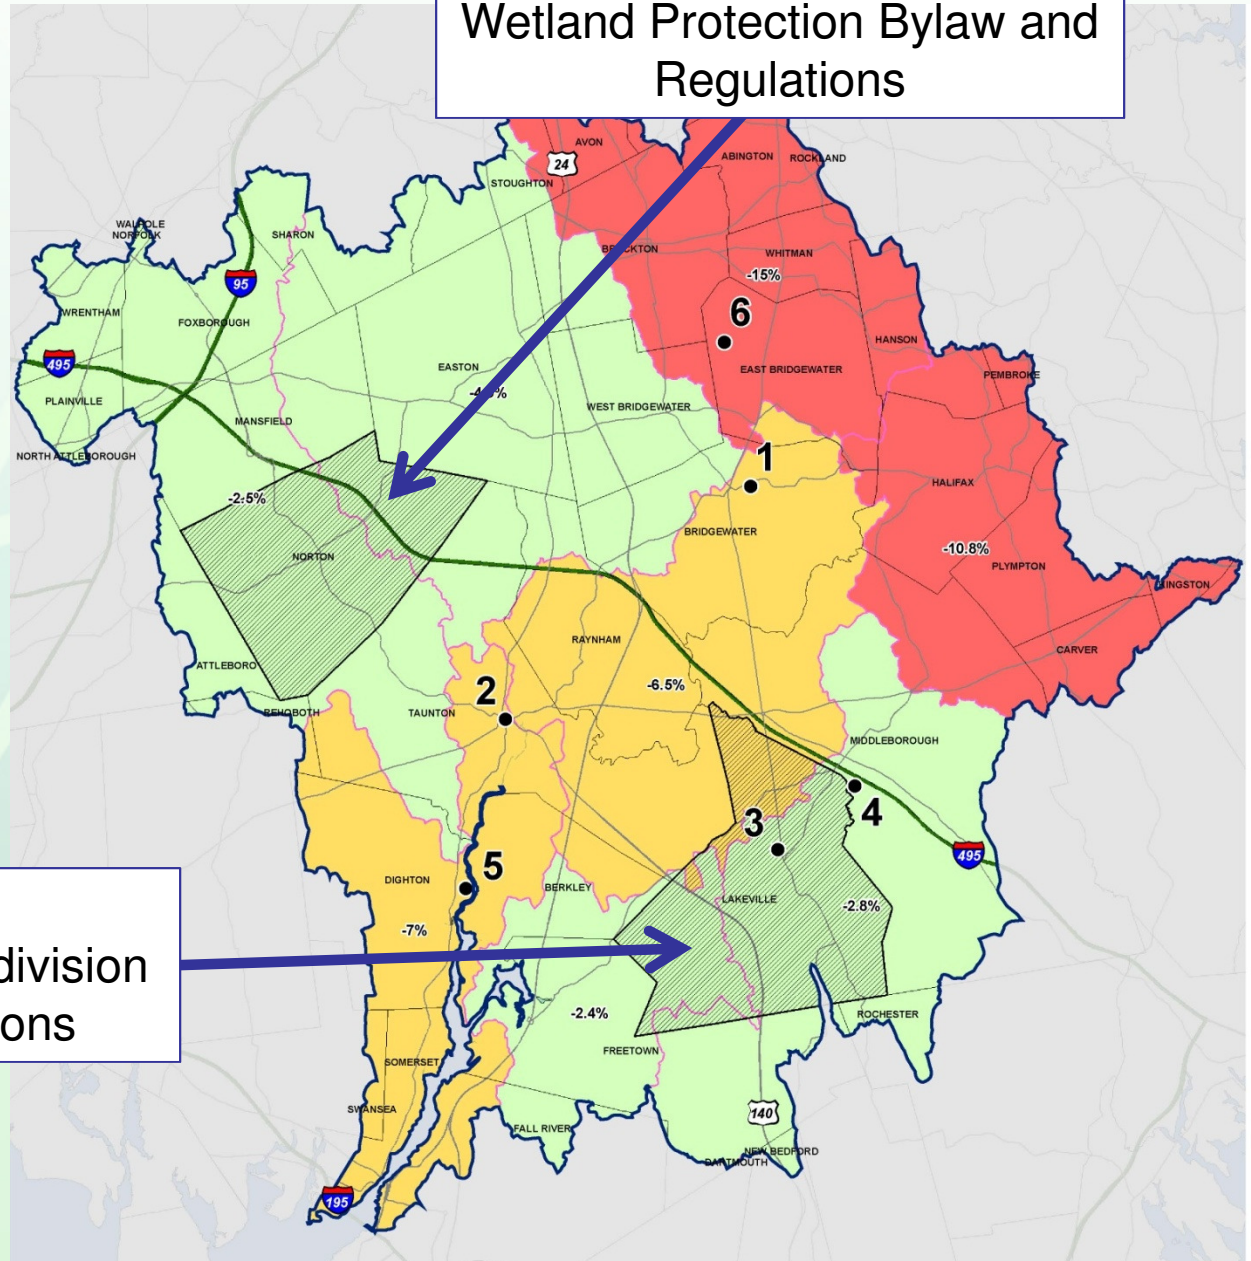 Wetland Protection Bylaw and
Regulations
AVON
24
ABINGTON
ROCKLAND
STOUGHTON
WALPOLE
NORFOLK
SHARON
BROCKTON
WHITMAN
-15%
95
6
WRENTHAM
FOXBOROUGH
HANSON
495
EASTON
EAST BRIDGEWATER
PEMBROKE
PLAINVILLE
WEST BRIDGEWATER
MANSFIELD
NORTH ATTLEBOROUGH
1
HALIFAX
-2.5%
BRIDGEWATER
NORTON
-10.8%
PLYMPTON
KINGSTON
RAYNHAM
CARVER
ATTLEBORO
-6.5%
2
REHOBOTH
TAUNTON
MIDDLEBOROUGH
3
4
495
5
DIGHTON
BERKLEY
LAKEVILLE
-2.8%
-7%
division
ons
-2.4%
ROCHESTER
FREETOWN
SOMERSET
SWANSEA
140
FALL RIVER
NEW BEDFORD
DARTMOUTH
195